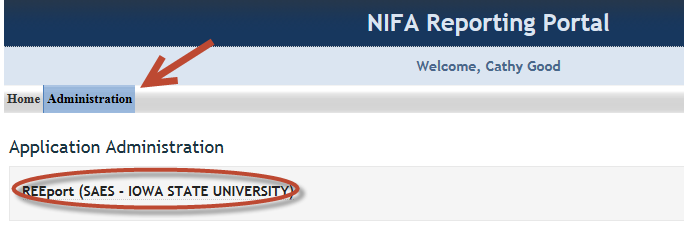 NIFA Reporting Portal
Welcome, Cathy Good
Home Administration
Application Administration
REEport (SAES - IOWA STATE UNIVERSITY)